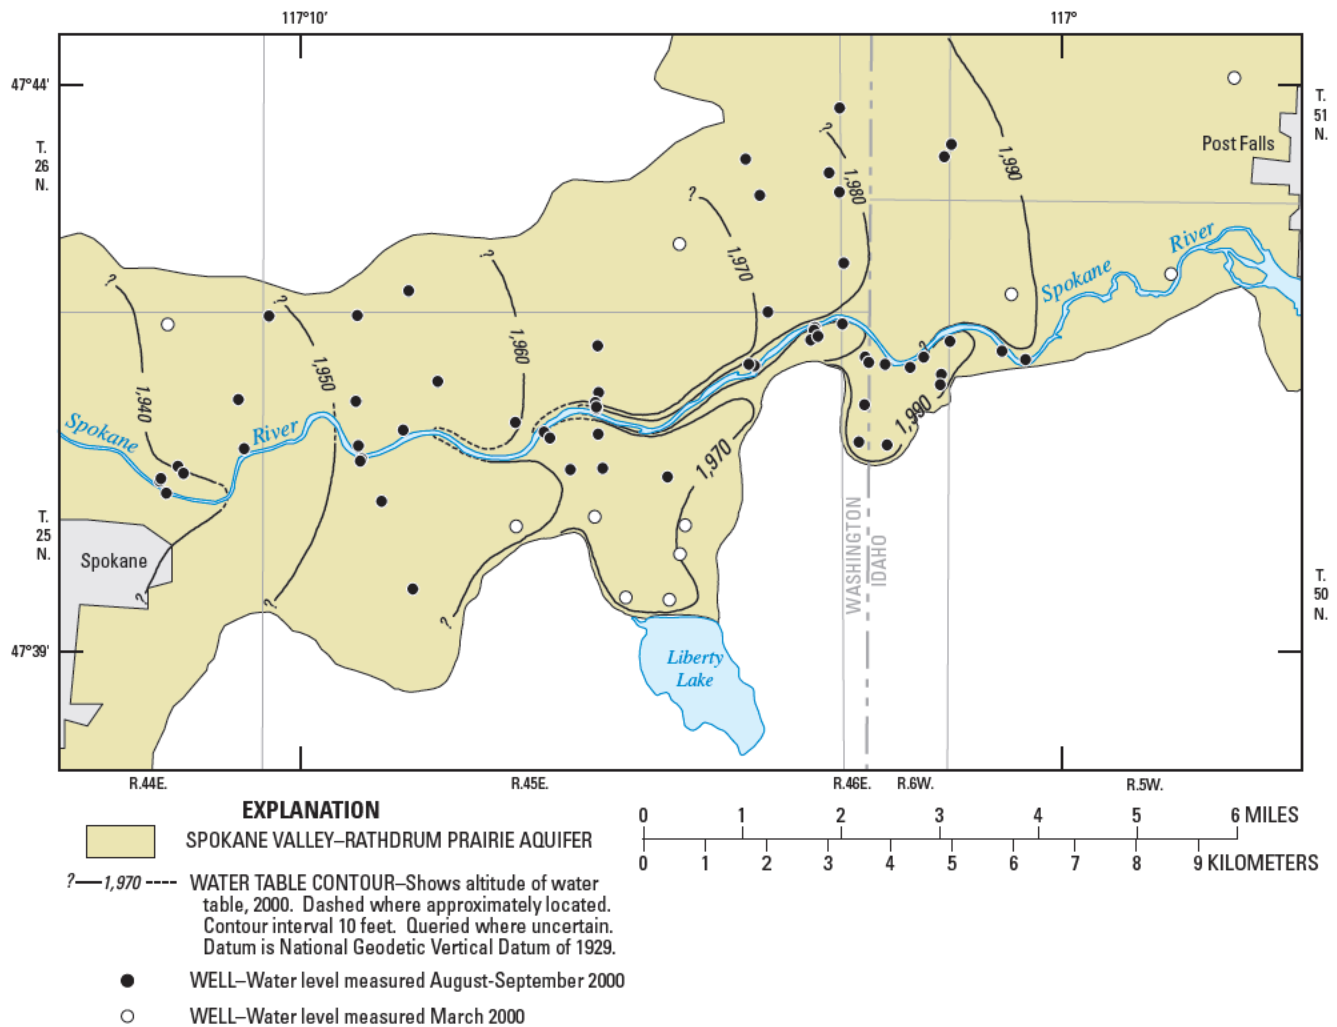 117°10'
117°
47°44'
T.
26
N.
T.
51
N.
Post Falls
?
1,980
1,990
?
1,970
Spokane
River
?
1,940
?
1,950
?
1,960
?
Spokane
River
1,990
1,970
T.
25
N.
Spokane
?
?
?
WASHINGTON
IDAHO
T.
50
N.
47°39'
Liberty
Lake
R.44E.
R.45E.
R.46E.
R.6W.
R.5W.
EXPLANATION
SPOKANE VALLEY–RATHDRUM PRAIRIE AQUIFER
0 1 2 3 4 5 6 MILES
0 1 2 3 4 5 6 7 8 9 KILOMETERS
?—1,970 ---- WATER TABLE CONTOUR–Shows altitude of water
table, 2000. Dashed where approximately located.
Contour interval 10 feet. Queried where uncertain.
Datum is National Geodetic Vertical Datum of 1929.
WELL–Water level measured August-September 2000
WELL–Water level measured March 2000